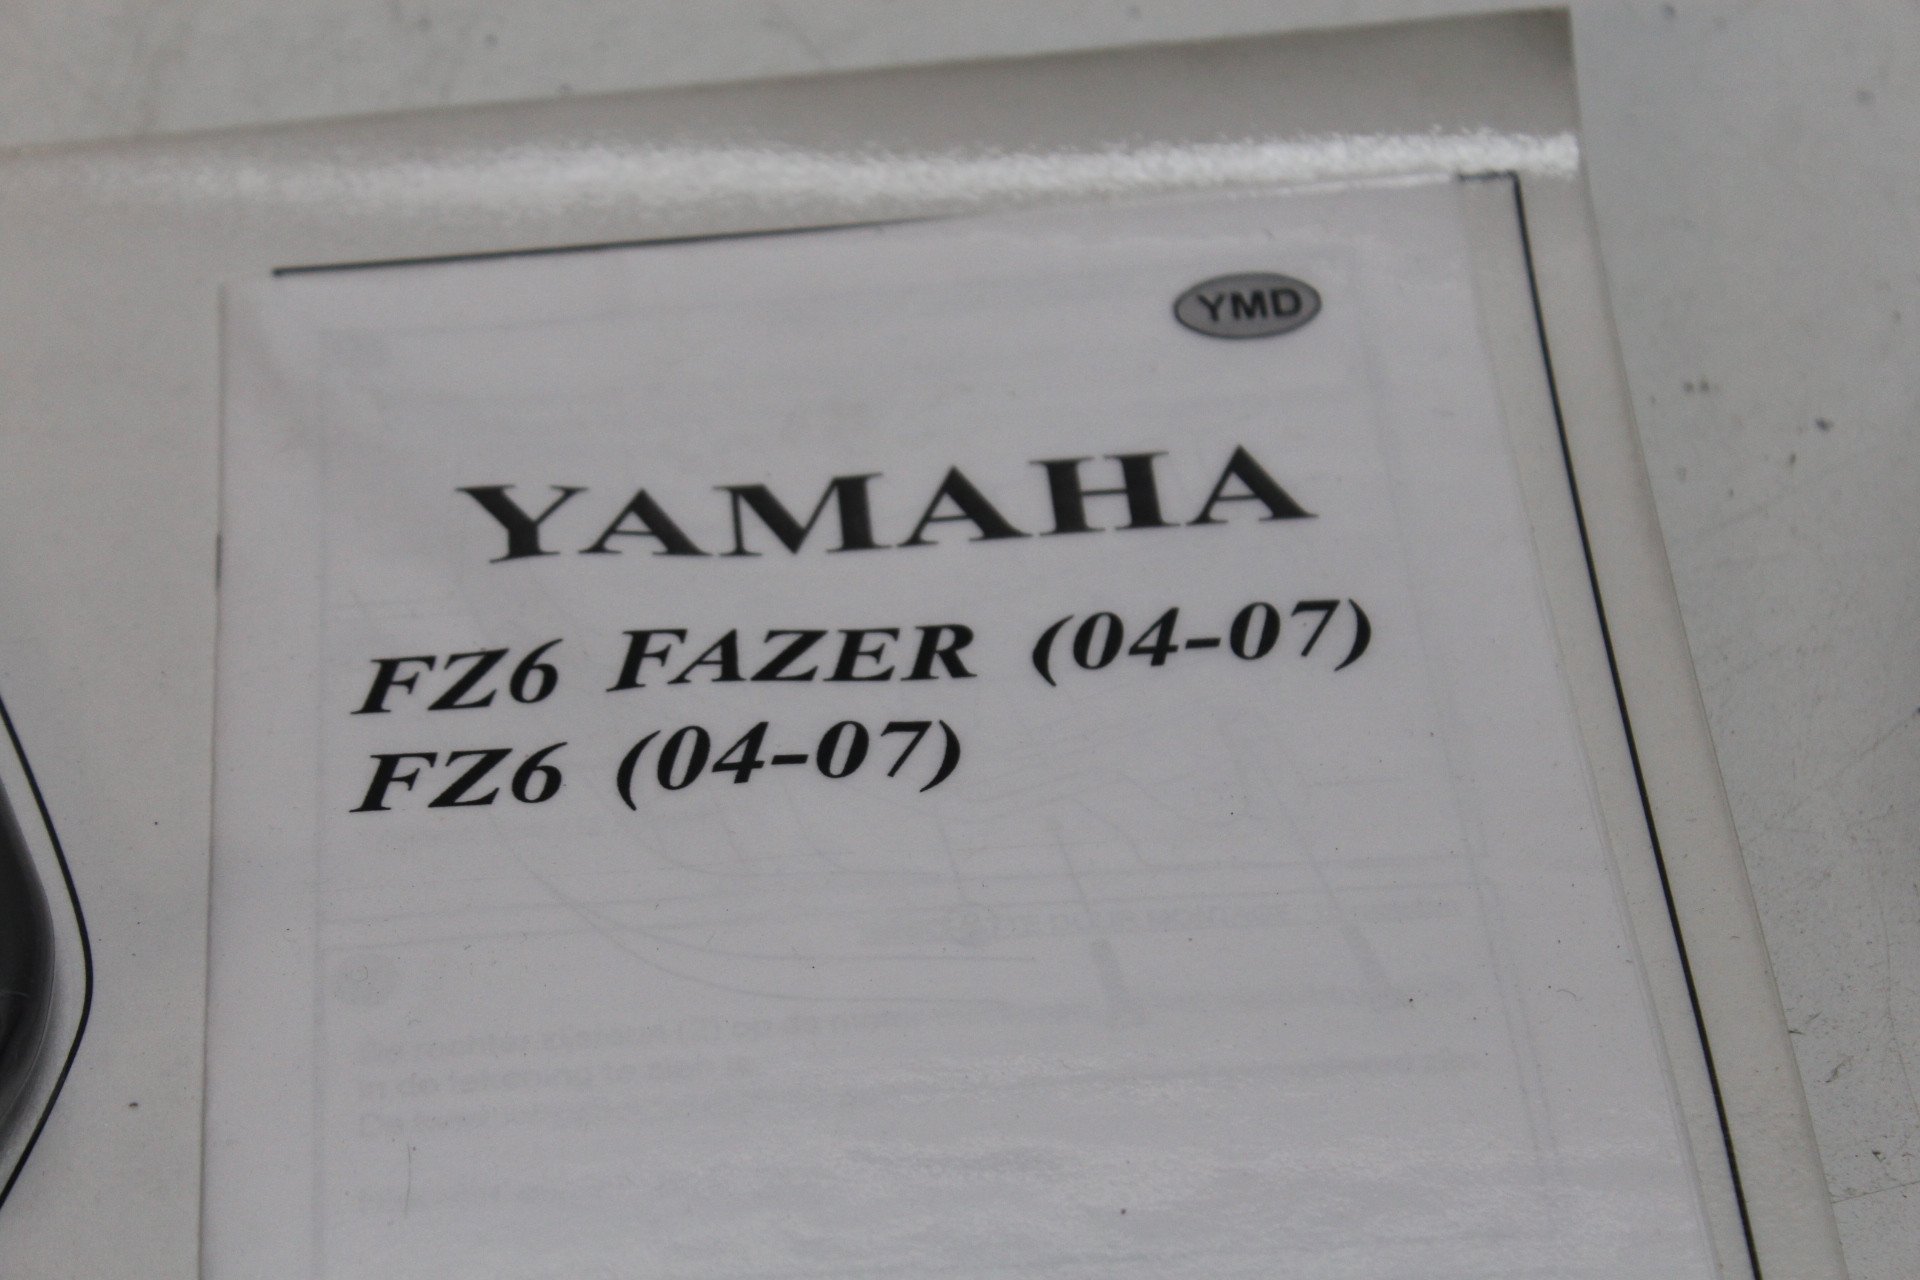 YMD
YAMAHA
FZ6 FAZER (04-07)
FZ6 (04-07)